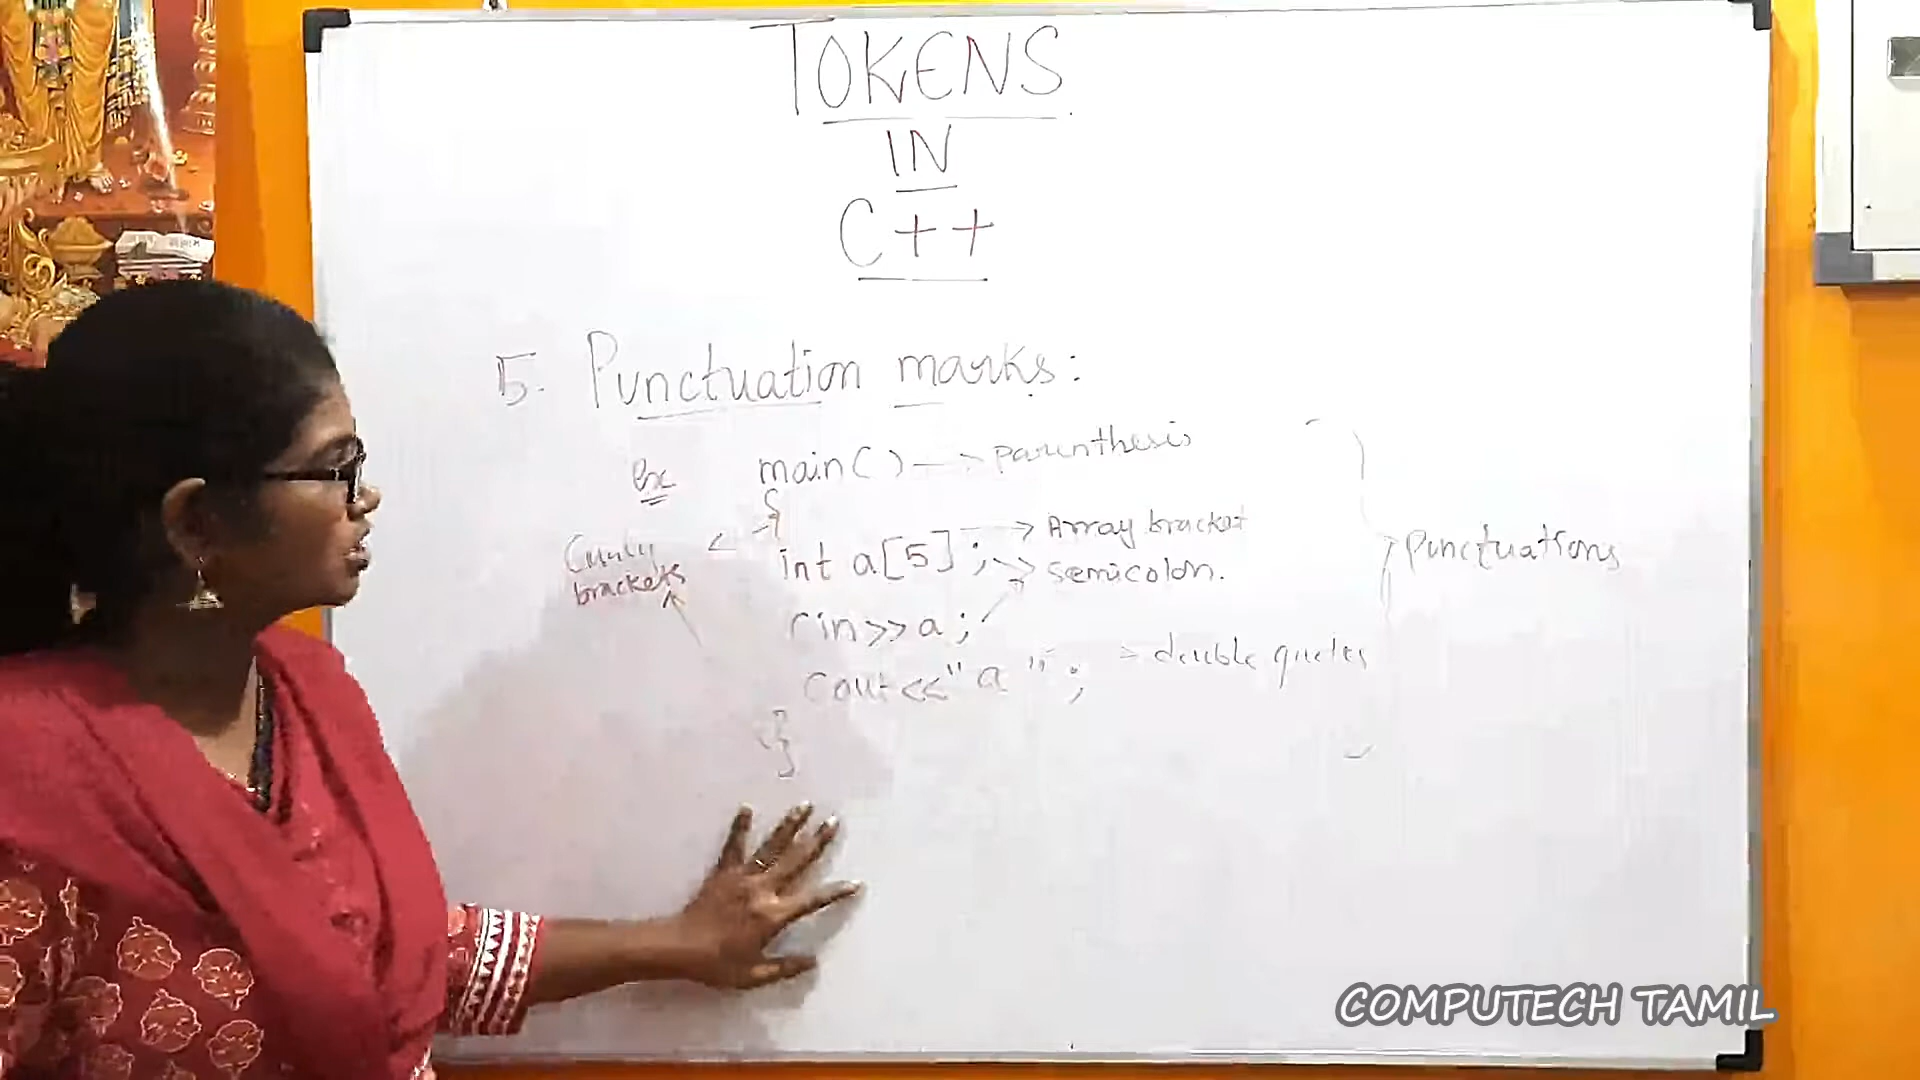 TOKENS
IN
C++
5. Punctuation marks:
ex main() → parenthesis
{
Curly brackets
int a[5]; → Array bracket
→ semicolon.
cin>>a;
cout<<"a"; → double quotes
}
Punctuations
COMPUTECH TAMIL